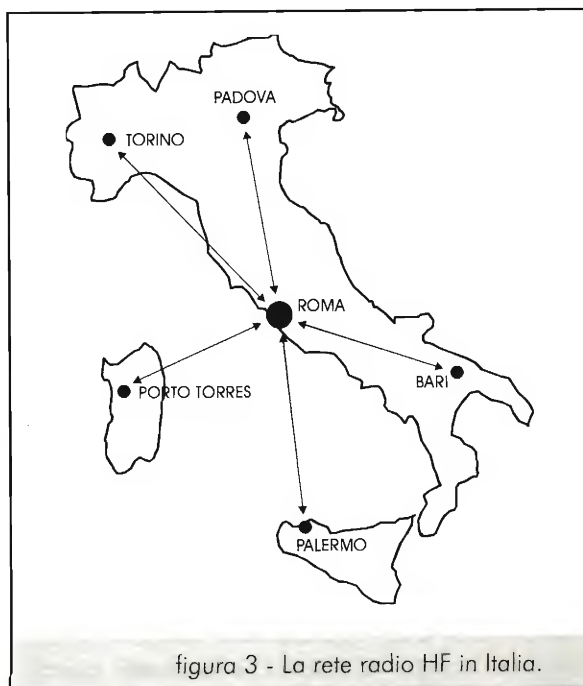 PADOVA
TORINO
ROMA
BARI
PORTO TORRES
PALERMO
figura 3 - La rete radio HF in Italia.